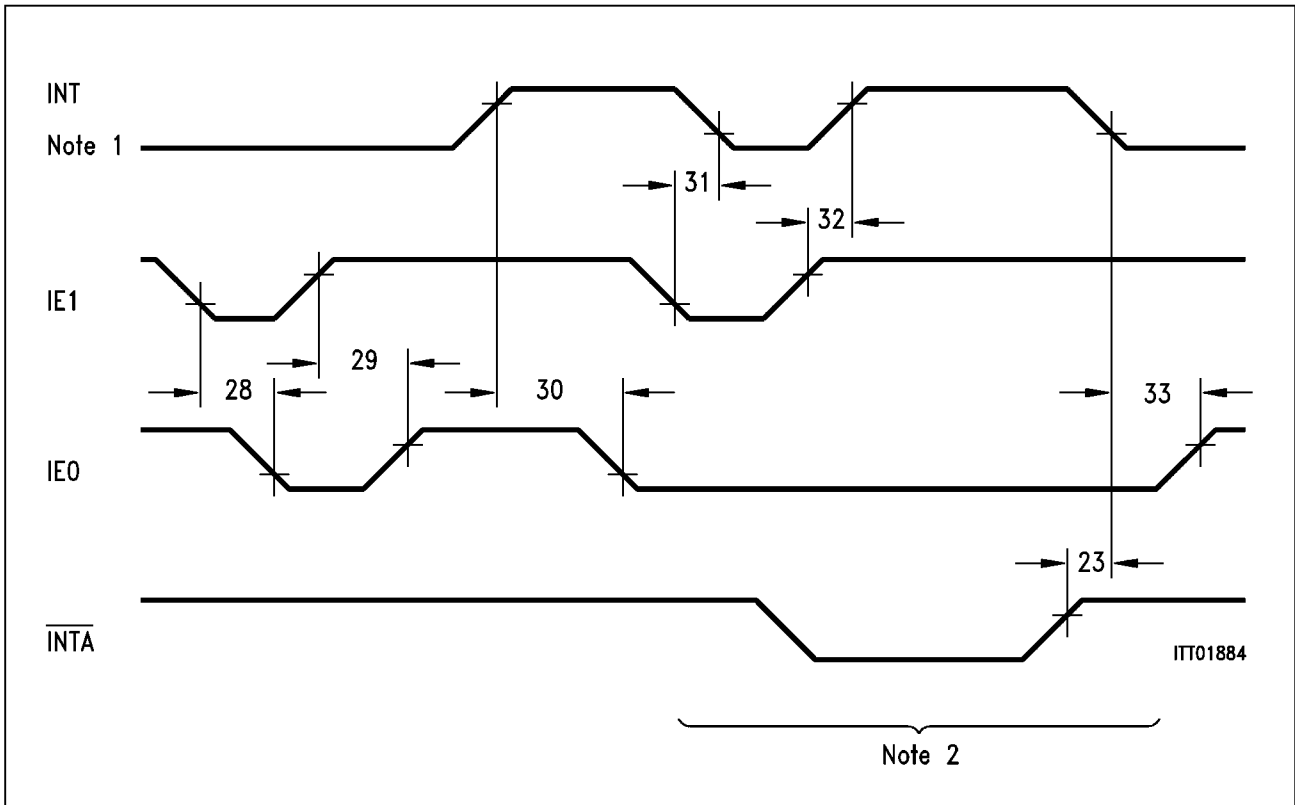 INT
Note 1
31
32
IE1
29
28
30
33
IE0
23
INTA
ITT01884
Note 2